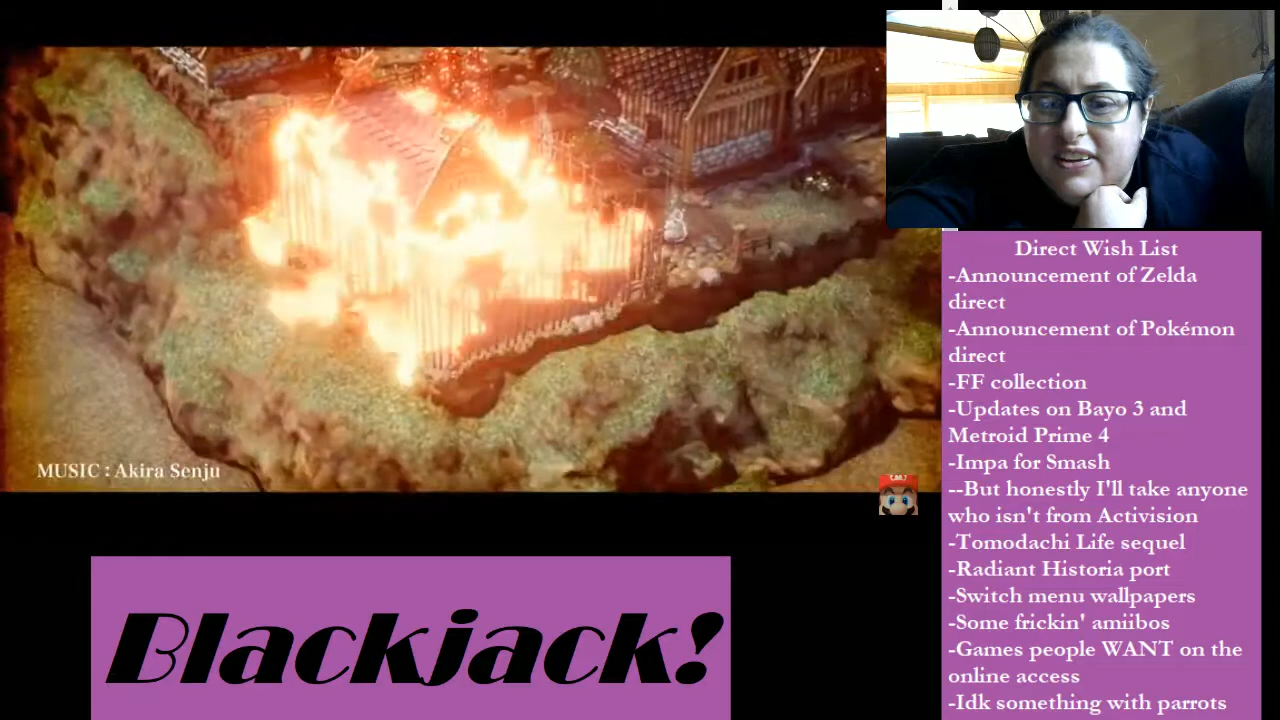 MUSIC : Akira Senju
Blackjack!
Direct Wish List
-Announcement of Zelda
direct
-Announcement of Pokémon
direct
-FF collection
-Updates on Bayo 3 and
Metroid Prime 4
-Impa for Smash
--But honestly I'll take anyone
who isn't from Activision
-Tomodachi Life sequel
-Radiant Historia port
-Switch menu wallpapers
-Some frickin' amiibos
-Games people WANT on the
online access
-Idk something with parrots